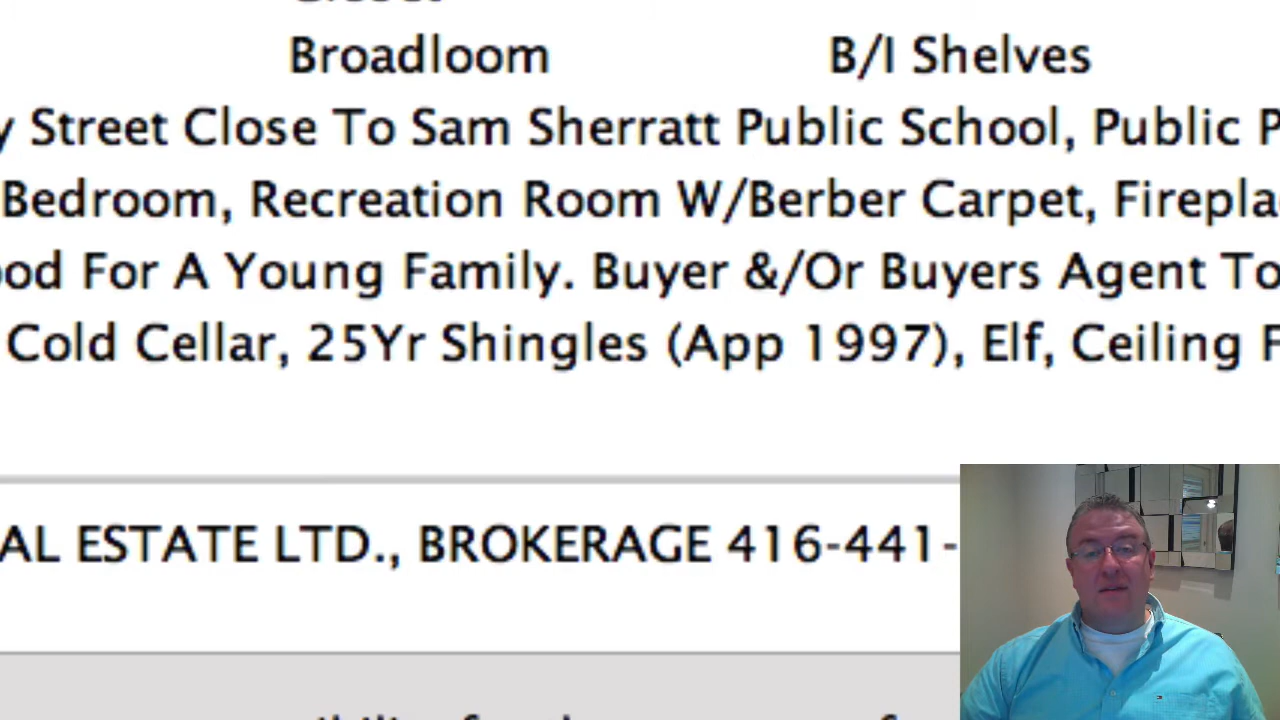 Broadloom B/I Shelves
Street Close To Sam Sherratt Public School, Public
Bedroom, Recreation Room W/Berber Carpet,
For A Young Family. Buyer &/Or Buyers Agent To
Cold Cellar, 25Yr Shingles (App 1997), Elf, Ceiling
ESTATE LTD., BROKERAGE 416-441-